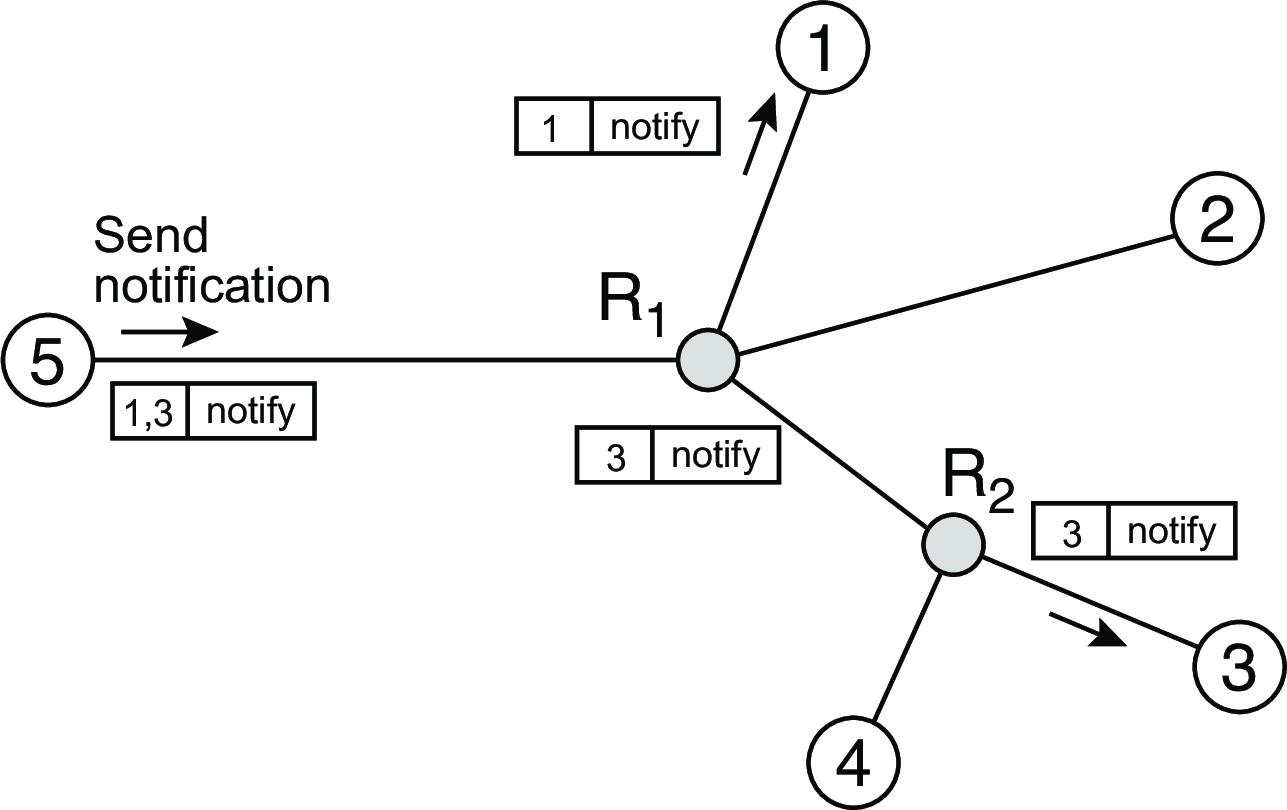 1
1 notify
2
Send
notification
R1
5
1,3 notify
3 notify
R2
3 notify
3
4